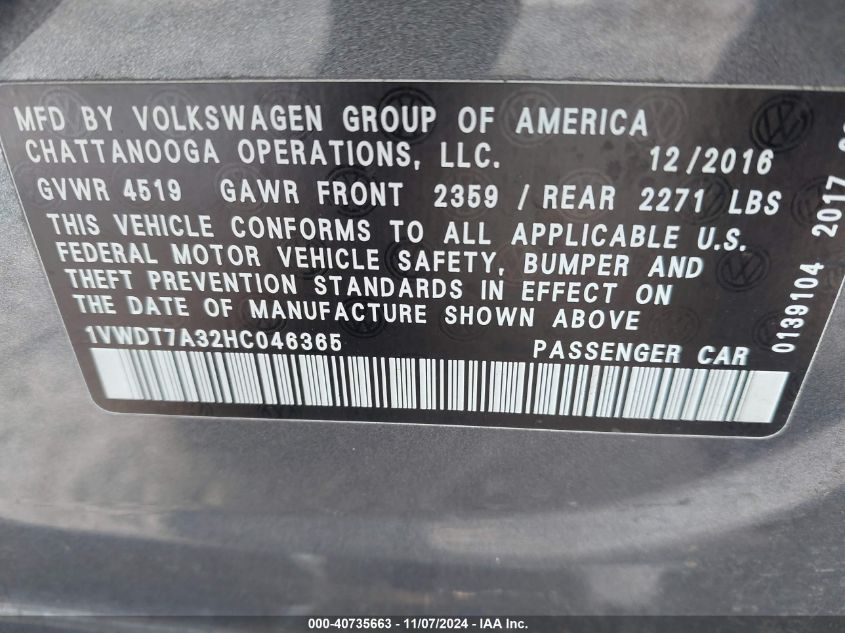 MFD BY VOLKSWAGEN GROUP OF AMERICA
CHATTANOOGA OPERATIONS, LLC. 12/2016
GVWR 4519 GAWR FRONT 2359 / REAR 2271 LBS
THIS VEHICLE CONFORMS TO ALL APPLICABLE U.S.
FEDERAL MOTOR VEHICLE SAFETY, BUMPER AND
THEFT PREVENTION STANDARDS IN EFFECT ON
THE DATE OF MANUFACTURE SHOWN ABOVE.
1VWDT7A32HC046365 PASSENGER CAR
0139104 2017
000-40735663 - 11/07/2024 - IAA Inc.